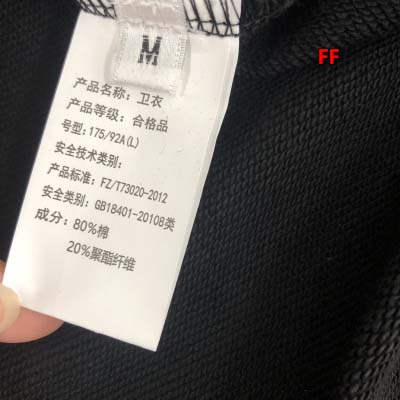 M
FF
产品名称：卫衣
产品等级：合格品
号型：175/92A(L)
安全技术类别：
产品标准：FZ/T73020-2012
安全类别：GB18401-20108类
成分：80%棉
20%聚酯纤维